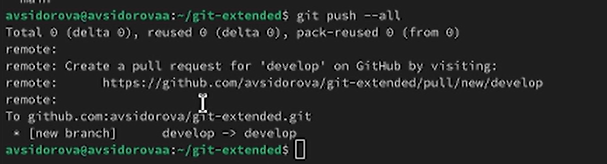 avsidorova@avsidorovaa:~/git-extended$ git push --all
Total 0 (delta 0), reused 0 (delta 0), pack-reused 0 (from 0)
remote:
remote: Create a pull request for 'develop' on GitHub by visiting:
remote:      https://github.com/avsidorova/git-extended/pull/new/develop
remote:
To github.com:avsidorova/git-extended.git
 * [new branch]      develop -> develop
avsidorova@avsidorovaa:~/git-extended$